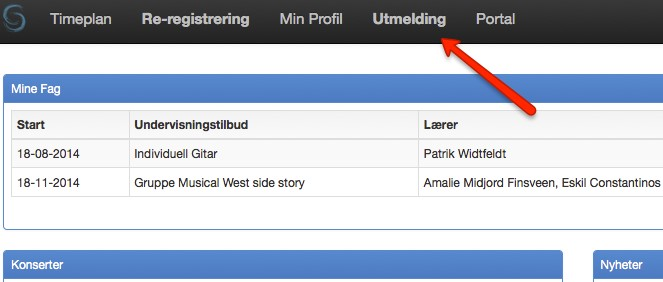 Timeplan Re-registrering Min Profil Utmelding Portal
Mine Fag
Start Undervisningstilbud Lærer
18-08-2014 Individuell Gitar Patrik Widtfeldt
18-11-2014 Gruppe Musical West side story Amalie Midjord Finsveen, Eskil Constantinos
Konserter Nyheter